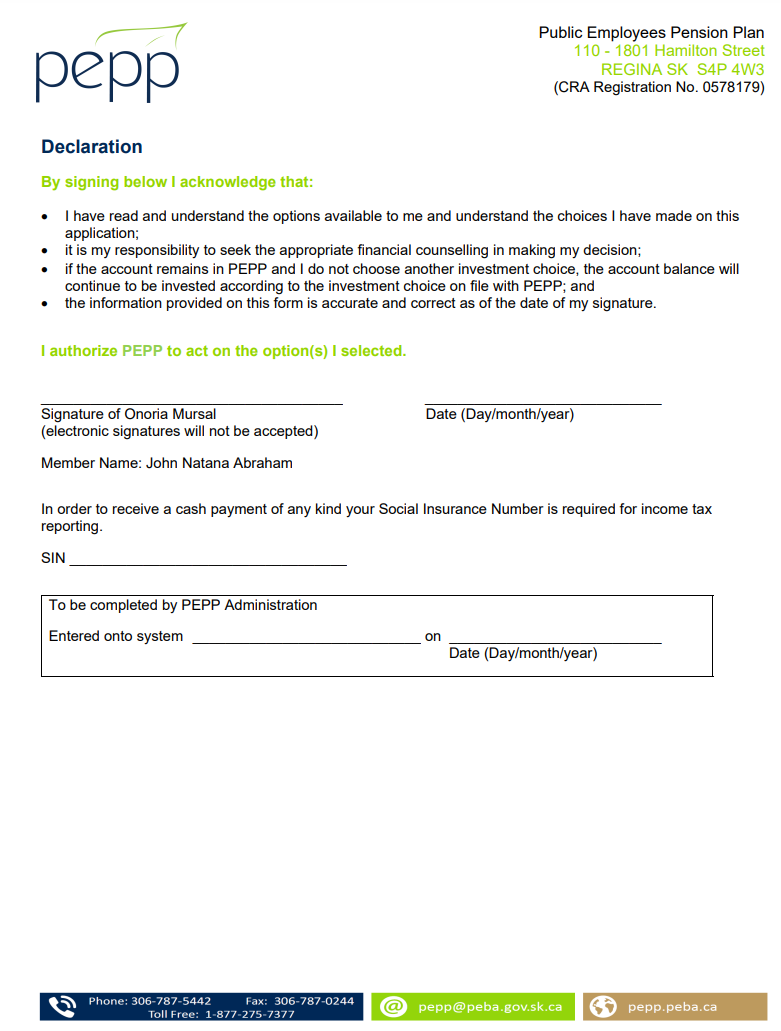 pepp
Public Employees Pension Plan
110 - 1801 Hamilton Street
REGINA SK  S4P 4W3
(CRA Registration No. 0578179)
Declaration
By signing below I acknowledge that:
• I have read and understand the options available to me and understand the choices I have made on this
application;
• it is my responsibility to seek the appropriate financial counselling in making my decision;
• if the account remains in PEPP and I do not choose another investment choice, the account balance will
continue to be invested according to the investment choice on file with PEPP; and
• the information provided on this form is accurate and correct as of the date of my signature.
I authorize PEPP to act on the option(s) I selected.
Signature of Onoria Mursal
Date (Day/month/year)
(electronic signatures will not be accepted)
Member Name: John Natana Abraham
In order to receive a cash payment of any kind your Social Insurance Number is required for income tax
reporting.
SIN
To be completed by PEPP Administration
Entered onto system on
Date (Day/month/year)
Phone: 306-787-5442 Fax: 306-787-0244
Toll Free: 1-877-275-7377
pepp@peba.gov.sk.ca
pepp.peba.ca